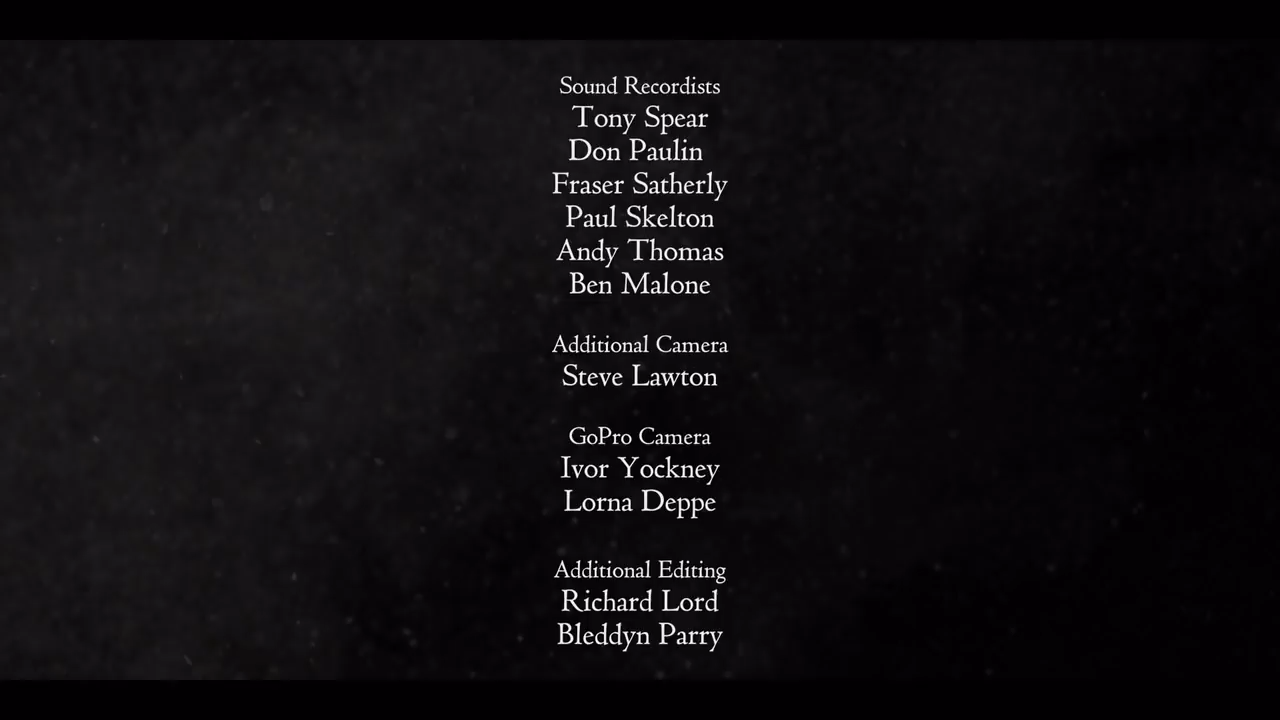 Sound Recordists
Tony Spear
Don Paulin
Fraser Satherly
Paul Skelton
Andy Thomas
Ben Malone
Additional Camera
Steve Lawton
GoPro Camera
Ivor Yockney
Lorna Deppe
Additional Editing
Richard Lord
Bleddyn Parry